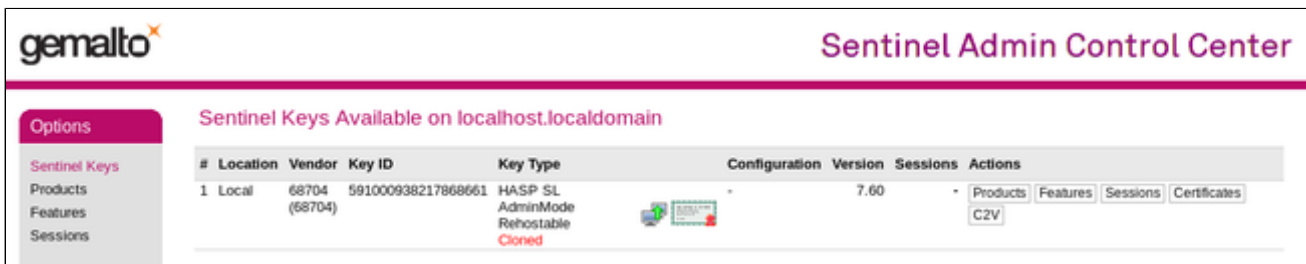 gemalto
Sentinel Admin Control Center
Options
Sentinel Keys
Products
Features
Sessions
Sentinel Keys Available on localhost.localdomain
# Location Vendor Key ID Key Type Configuration Version Sessions Actions
1 Local 68704 591000938217868661 HASP SL - 7.60 - Products Features Sessions Certificates
(68704) AdminMode C2V
Rehostable
Cloned